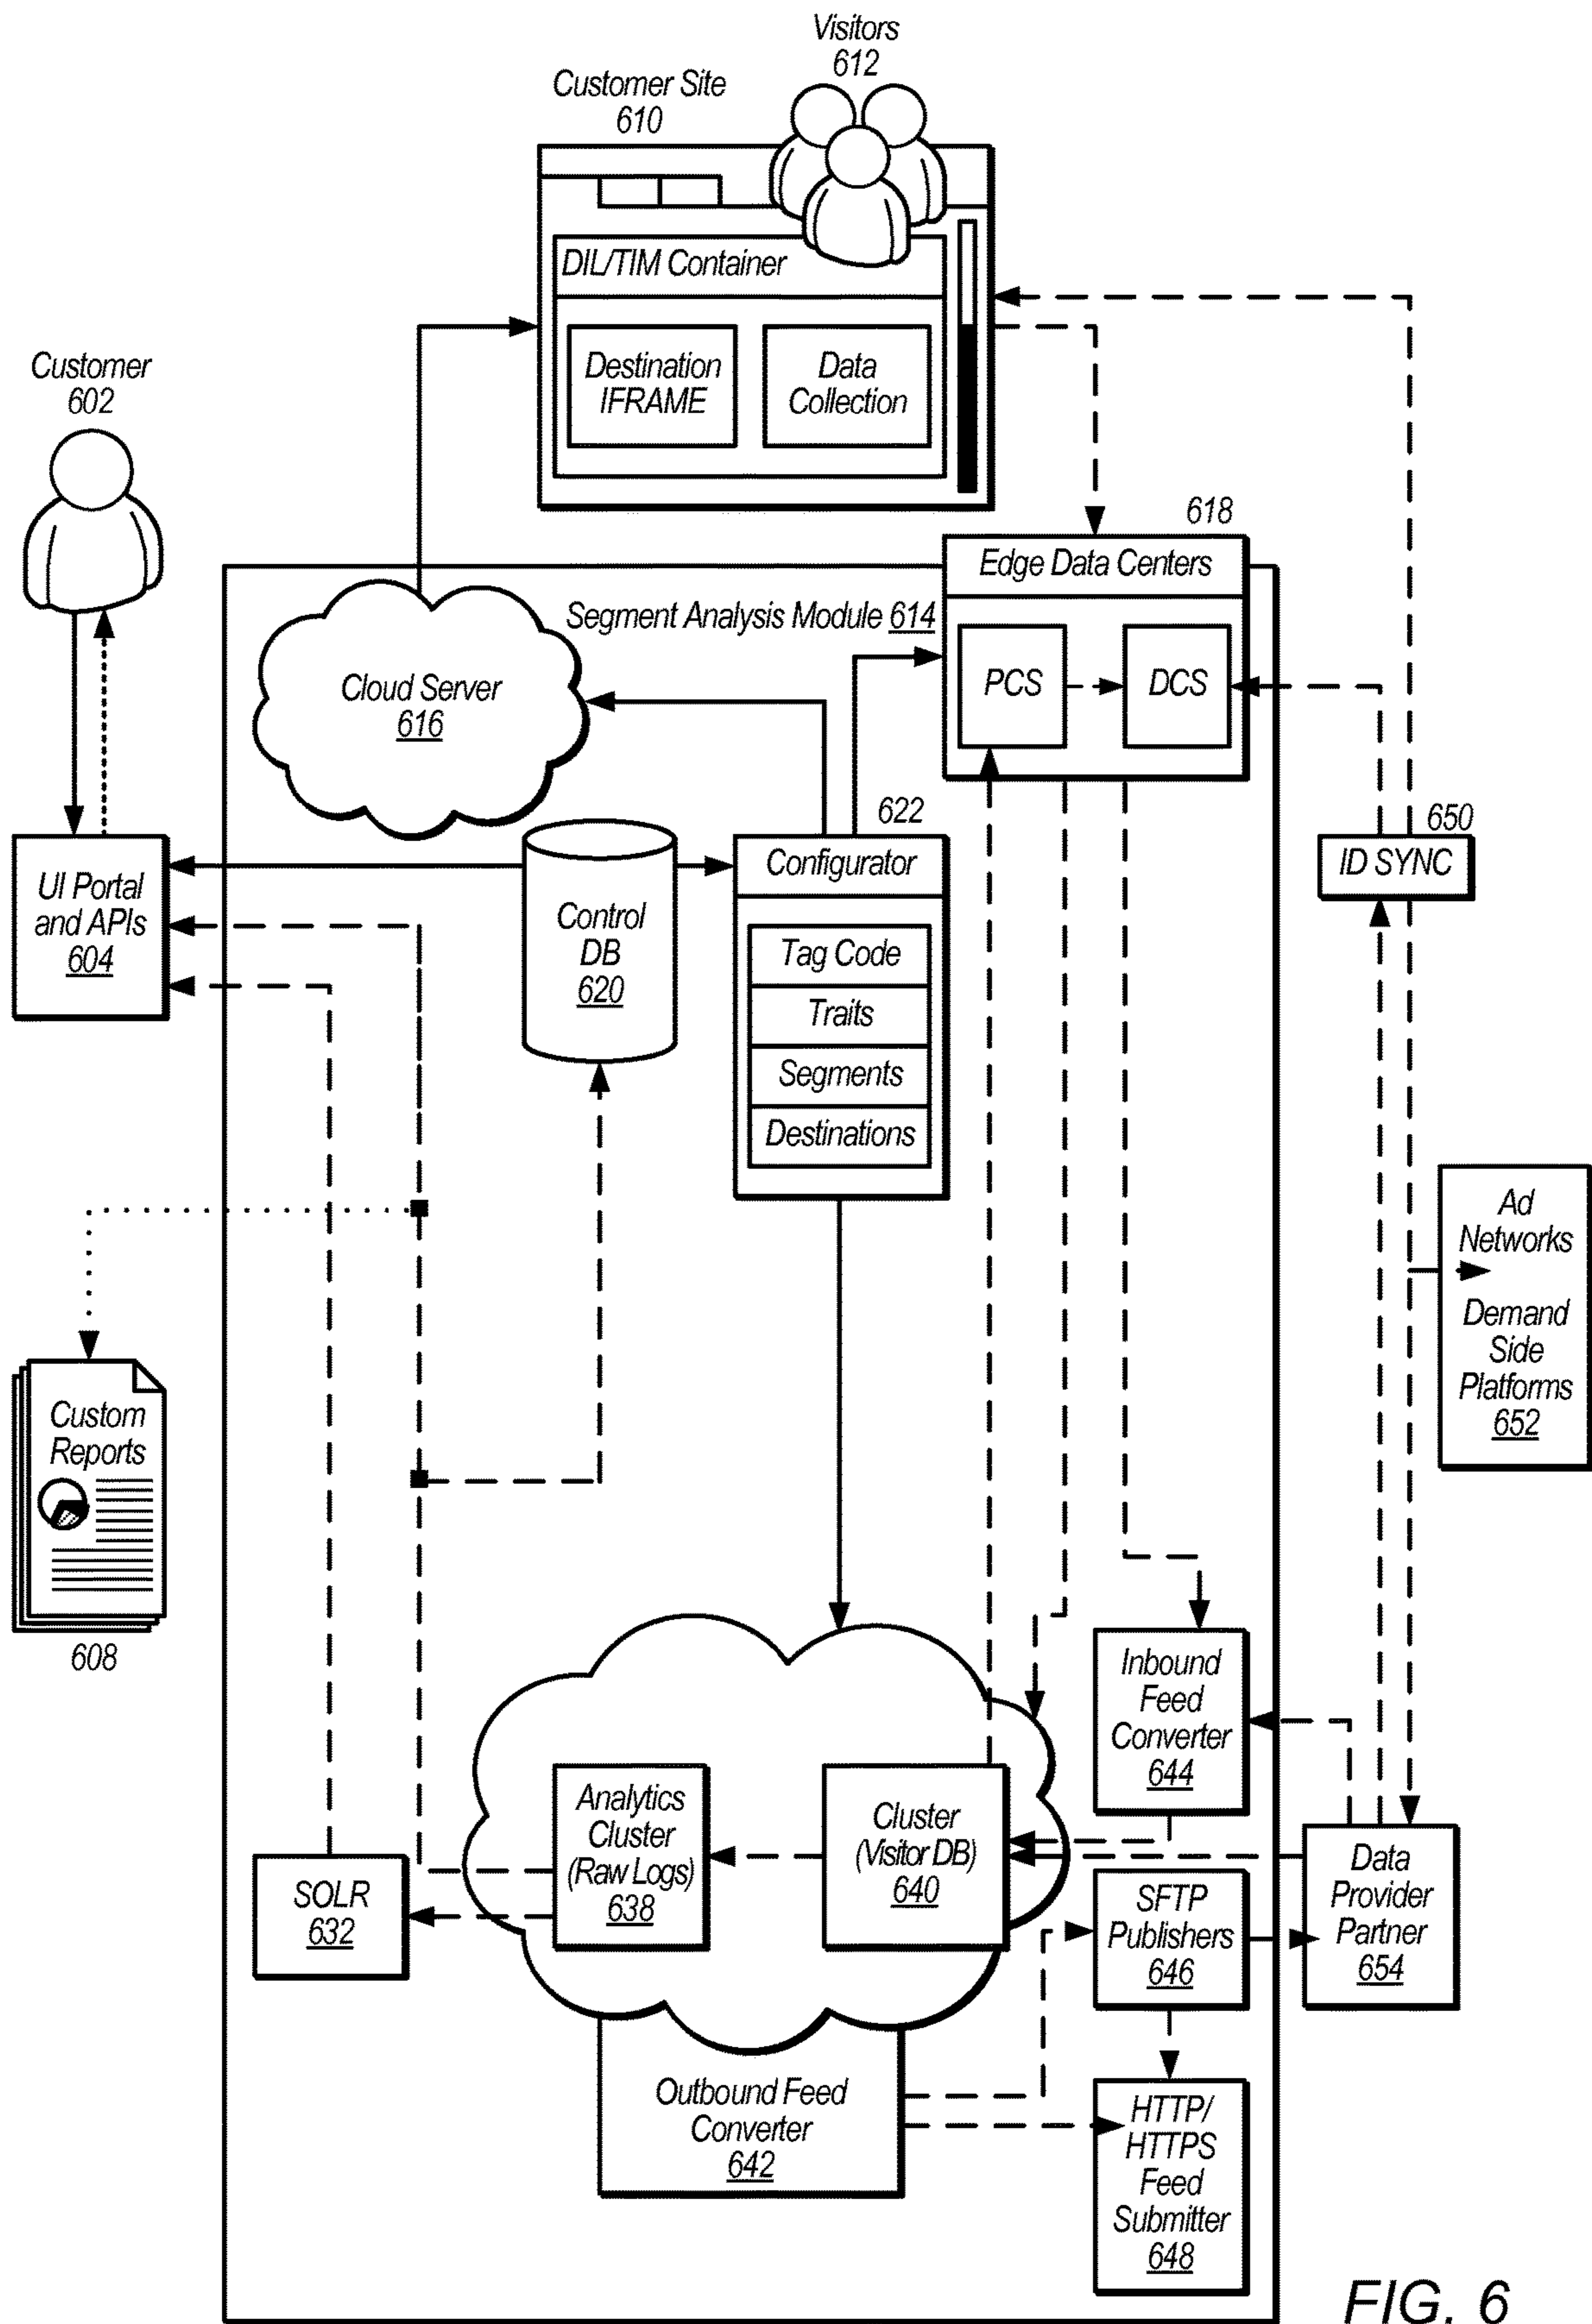 Visitors
612
Customer Site
610
DIL/TIM Container
Destination
IFRAME
Data
Collection
Customer
602
618
Edge Data Centers
Segment Analysis Module 614
PCS
DCS
Cloud Server
616
622
650
UI Portal
and APIs
604
Control
DB
620
Configurator
Tag Code
Traits
Segments
Destinations
ID SYNC
Ad
Networks
Demand
Side
Platforms
652
Custom
Reports
608
Inbound
Feed
Converter
644
Analytics
Cluster
(Raw Logs)
638
Cluster
(Visitor DB)
640
SOLR
632
SFTP
Publishers
646
Data
Provider
Partner
654
Outbound Feed
Converter
642
HTTP/
HTTPS
Feed
Submitter
648
FIG. 6